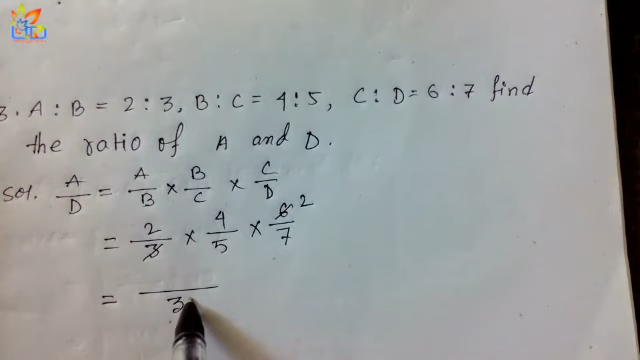 3. A : B = 2 : 3, B : C = 4 : 5, C : D = 6 : 7 find
the ratio of A and D.
Sol. A/D = A/B × B/C × C/D
= 2/3 × 4/5 × 6/7 2
= 3